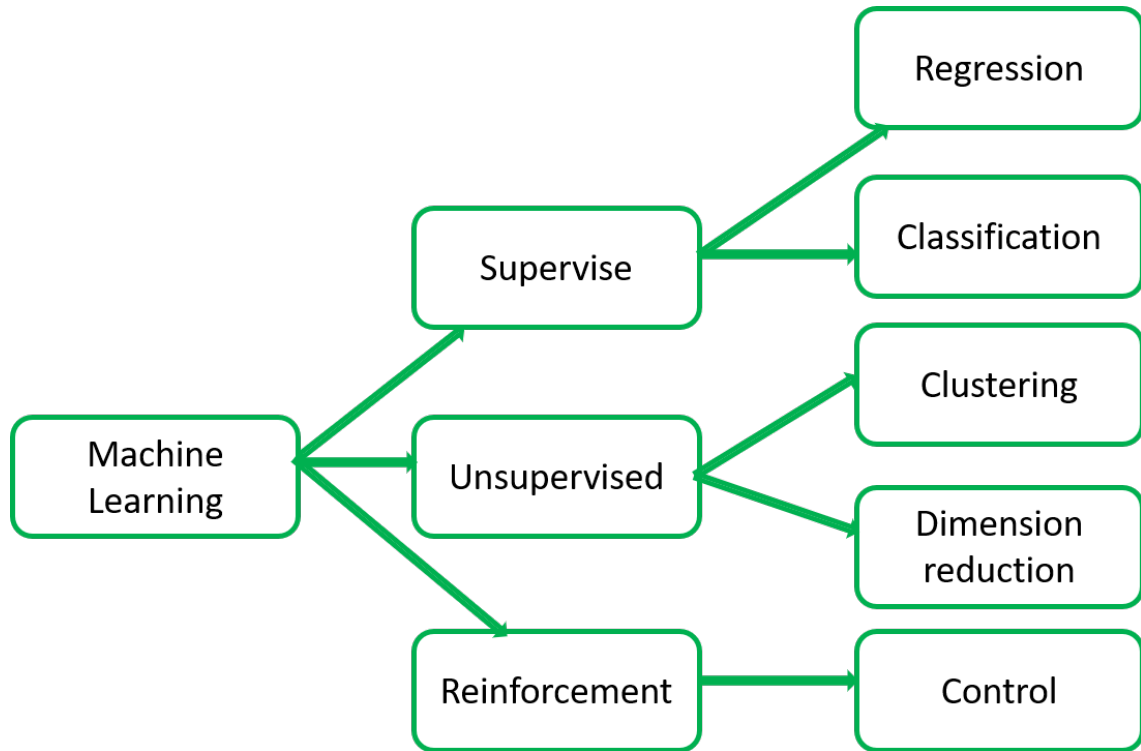 Regression
Classification
Supervise
Clustering
Machine
Learning
Unsupervised
Dimension
reduction
Reinforcement
Control